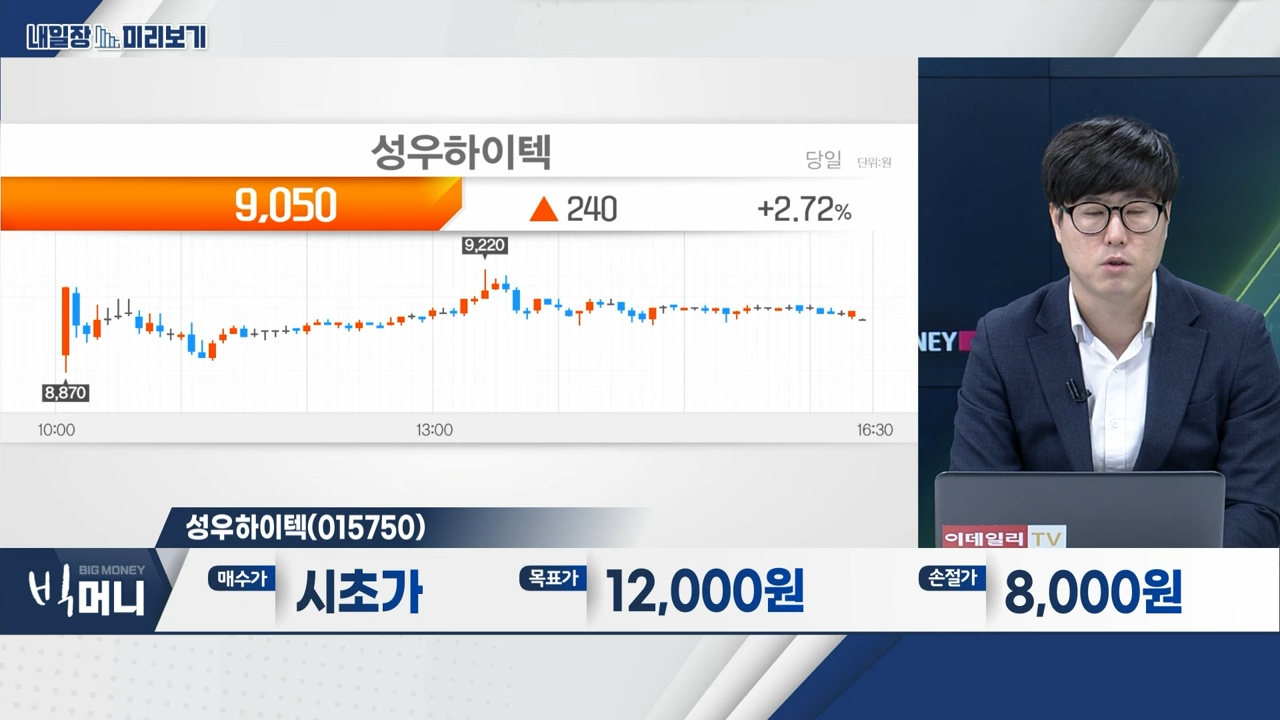 내일장 미리보기
성우하이텍
당일 단위:원
9,050 ▲ 240 +2.72%
9,220
8,870
10:00 13:00 16:30
NEY
이데일리 TV
성우하이텍(015750)
BIG MONEY
빅머니
매수가 시초가 목표가 12,000원 손절가 8,000원